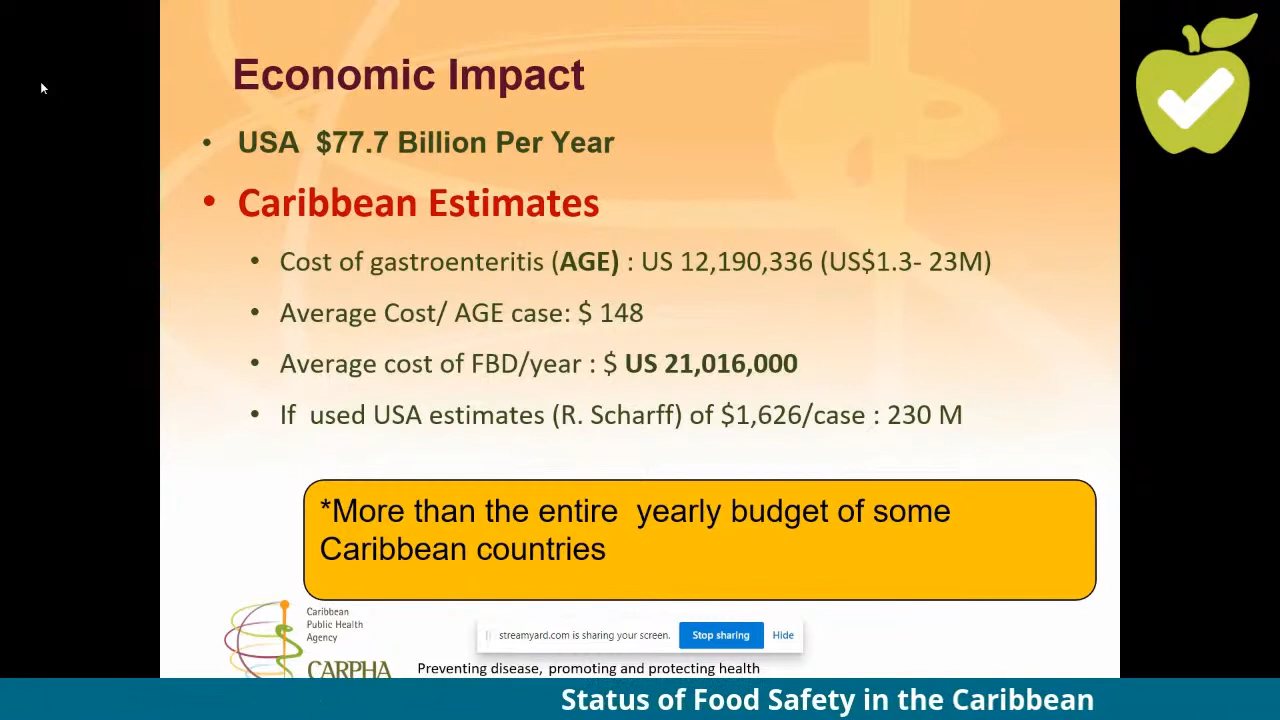 Economic Impact
• USA  $77.7 Billion Per Year
• Caribbean Estimates
• Cost of gastroenteritis (AGE) : US 12,190,336 (US$1.3- 23M)
• Average Cost/ AGE case: $ 148
• Average cost of FBD/year : $ US 21,016,000
• If  used USA estimates (R. Scharff) of $1,626/case : 230 M
*More than the entire  yearly budget of some
Caribbean countries
Caribbean
Public Health
Agency
CARPHA
streamyard.com is sharing your screen.
Stop sharing
Hide
Preventing disease, promoting and protecting health
Status of Food Safety in the Caribbean